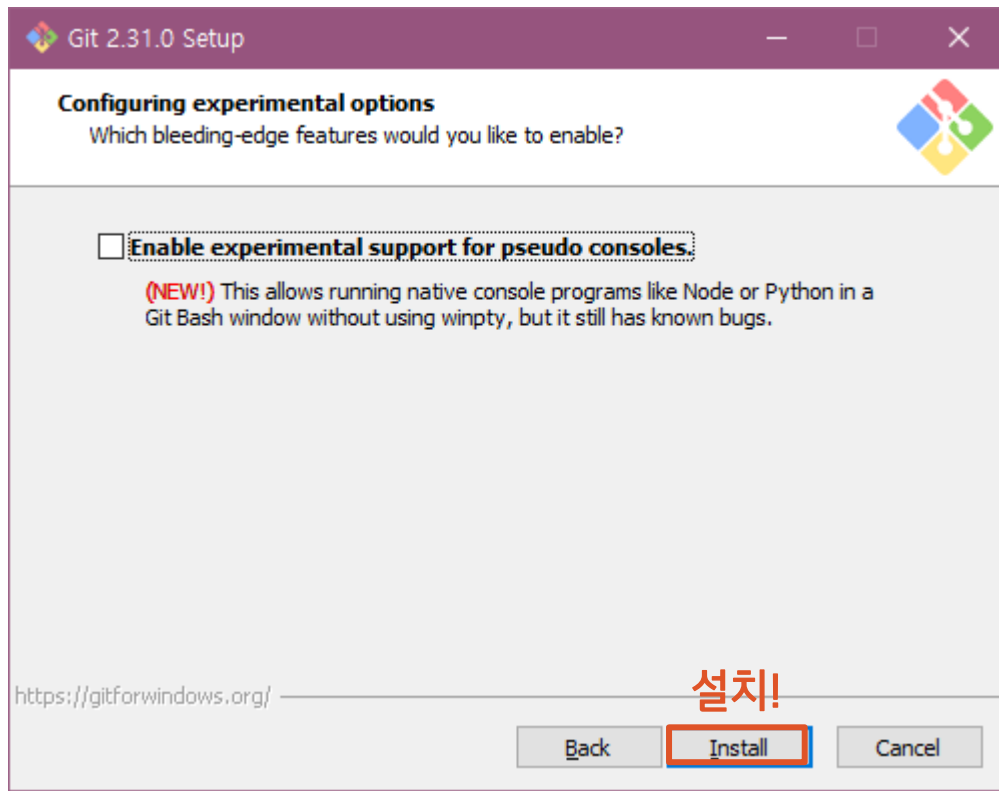 Git 2.31.0 Setup
Configuring experimental options
Which bleeding-edge features would you like to enable?
Enable experimental support for pseudo consoles.
(NEW!) This allows running native console programs like Node or Python in a
Git Bash window without using winpty, but it still has known bugs.
https://gitforwindows.org/
설치!
Back Install Cancel